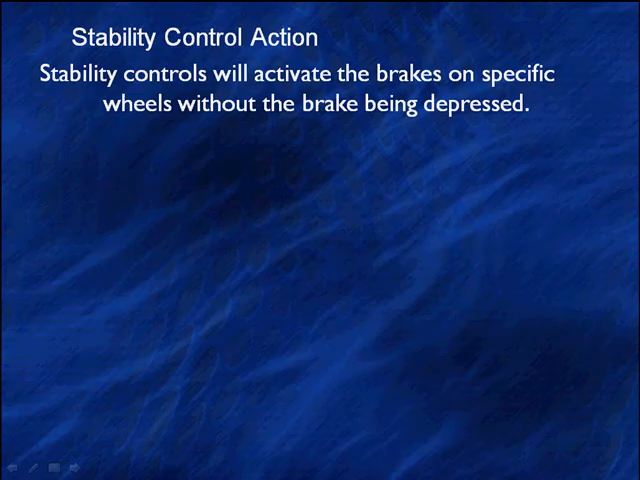 Stability Control Action
Stability controls will activate the brakes on specific
wheels without the brake being depressed.